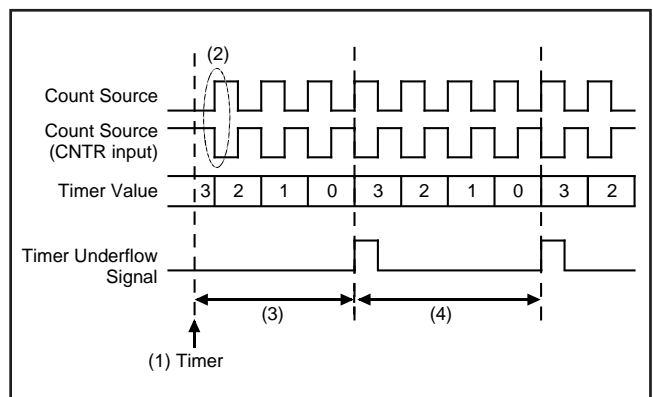 (2)
Count Source
Count Source
(CNTR input)
Timer Value 3 2 1 0 3 2 1 0 3 2
Timer Underflow
Signal
(3) (4)
(1) Timer